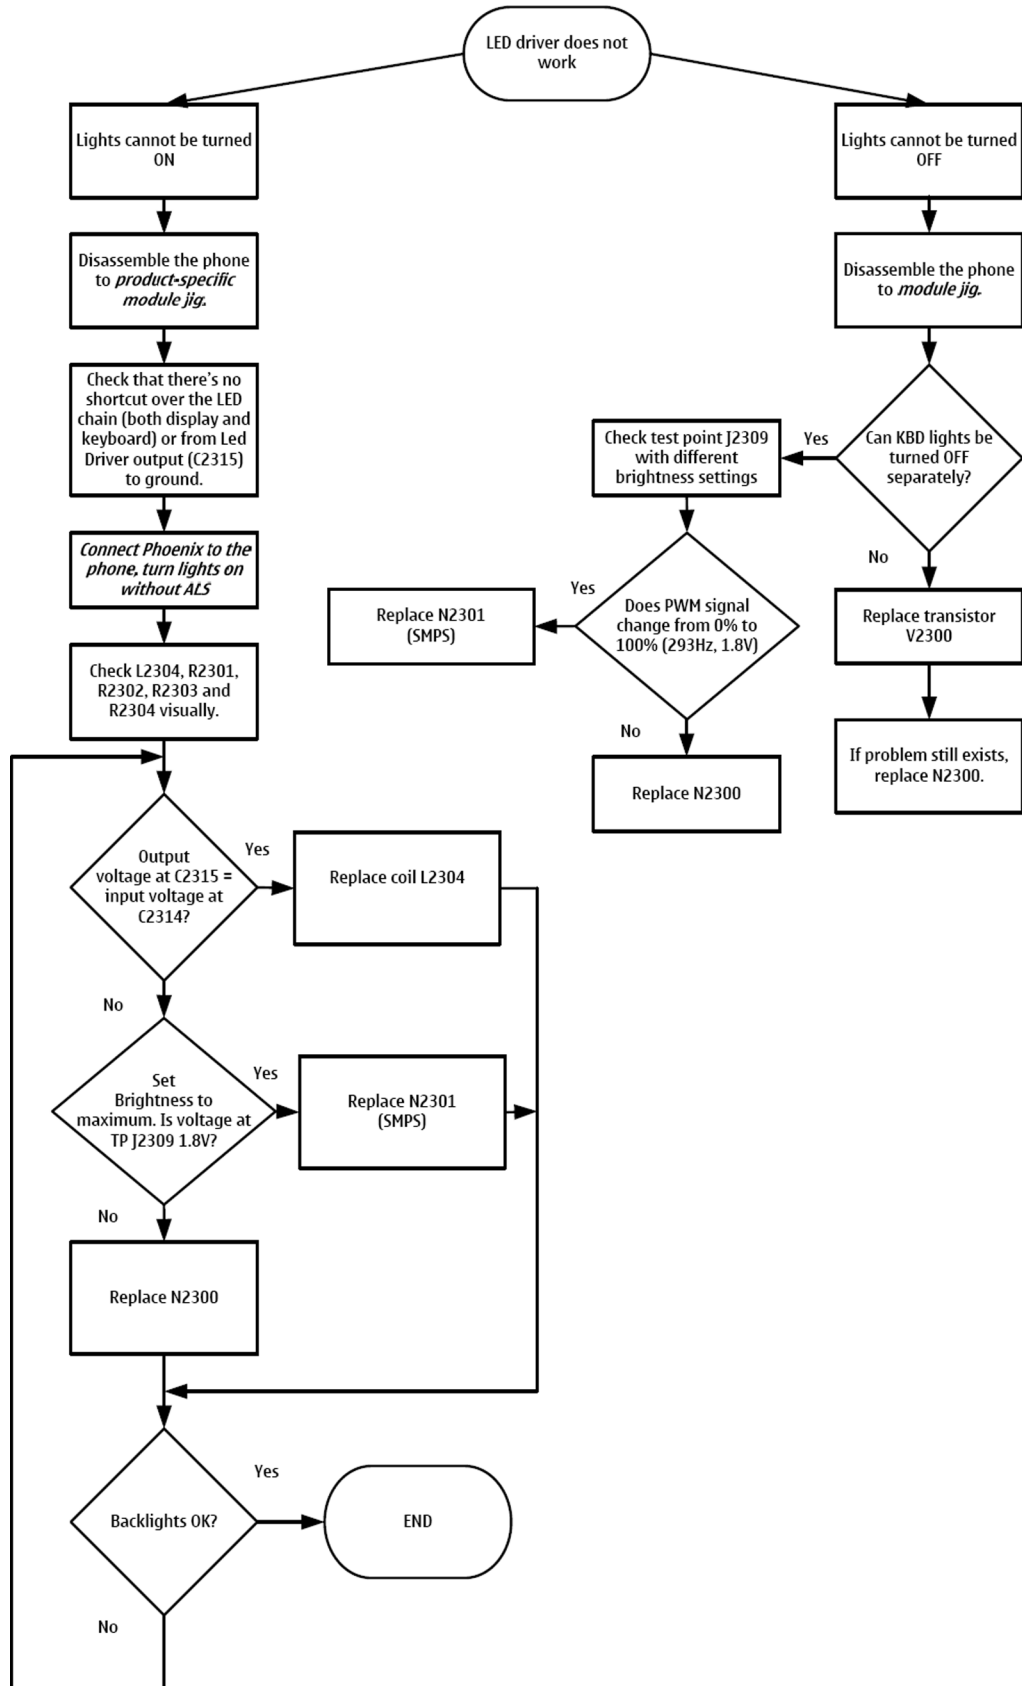 LED driver does not
work
Lights cannot be turned
ON
Disassemble the phone
to product-specific
module jig.
Check that there's no
shortcut over the LED
chain (both display and
keyboard) or from Led
Driver output (C2315)
to ground.
Connect Phoenix to the
phone, turn lights on
without ALS
Check L2304, R2301,
R2302, R2303 and
R2304 visually.
Output
voltage at C2315 =
input voltage at
C2314?
Yes
Replace coil L2304
No
Set
Brightness to
maximum. Is voltage at
TP J2309 1.8V?
Yes
Replace N2301
(SMPS)
No
Replace N2300
Backlights OK?
Yes
END
No
Lights cannot be turned
OFF
Disassemble the phone
to module jig.
Can KBD lights be
turned OFF
separately?
Yes
Check test point J2309
with different
brightness settings
Does PWM signal
change from 0% to
100% (293Hz, 1.8V)
Yes
Replace N2301
(SMPS)
No
Replace N2300
No
Replace transistor
V2300
If problem still exists,
replace N2300.